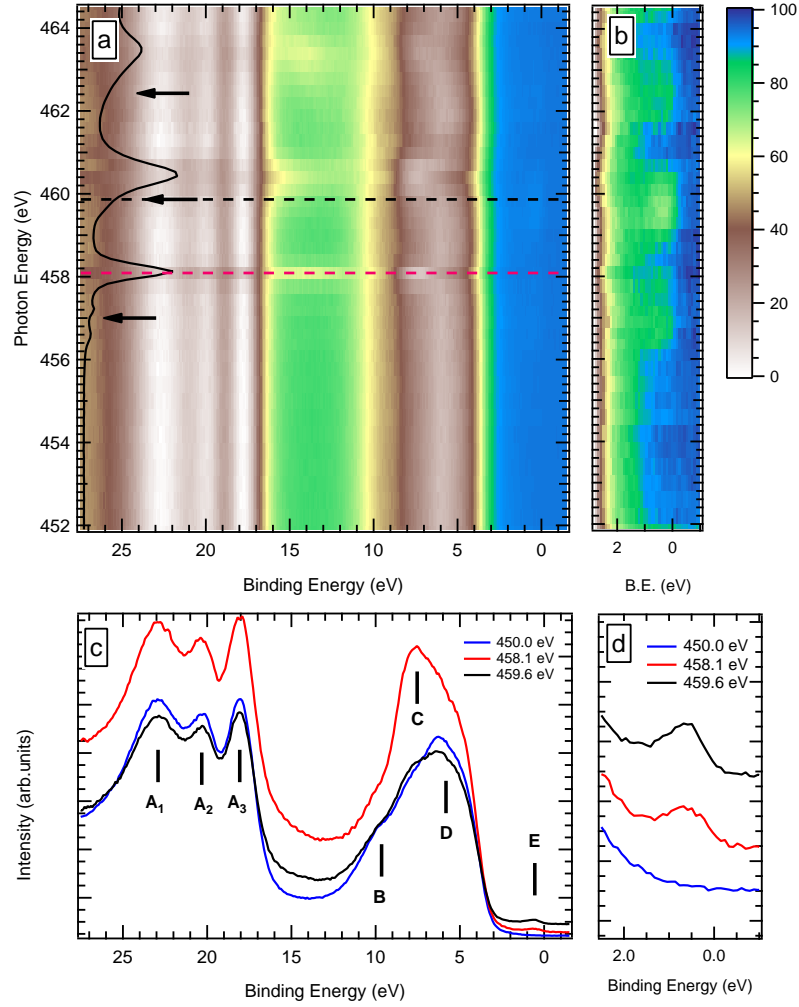 a
b
464
462
460
458
456
454
452
Photon Energy (eV)
25 20 15 10 5 0
Binding Energy (eV)
2 0
B.E. (eV)
100
80
60
40
20
0
c
450.0 eV
458.1 eV
459.6 eV
A1
A2
A3
B
C
D
E
Intensity (arb.units)
25 20 15 10 5 0
Binding Energy (eV)
d
450.0 eV
458.1 eV
459.6 eV
2.0 0.0
Binding Energy (eV)